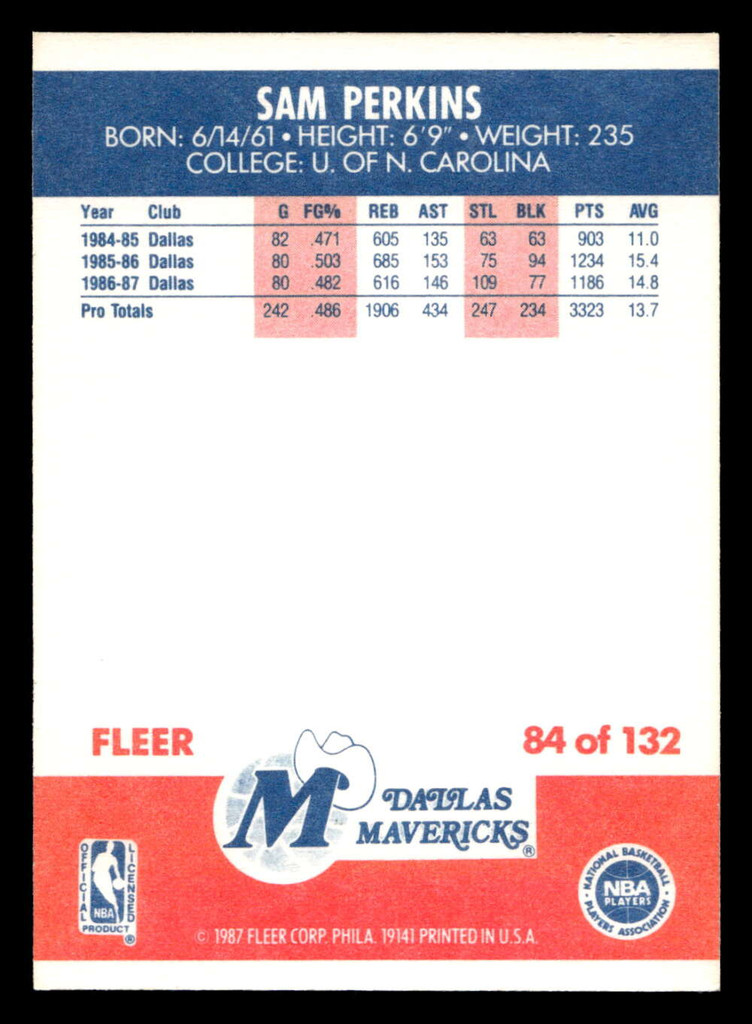 SAM PERKINS
BORN: 6/14/61 • HEIGHT: 6'9" • WEIGHT: 235
COLLEGE: U. OF N. CAROLINA
Year Club G FG% REB AST STL BLK PTS AVG
1984-85 Dallas 82 .471 605 135 63 63 903 11.0
1985-86 Dallas 80 .503 685 153 75 94 1234 15.4
1986-87 Dallas 80 .482 616 146 109 77 1186 14.8
Pro Totals 242 .486 1906 434 247 234 3323 13.7
FLEER 84 of 132
M DALLAS
MAVERICKS®
OFFICIAL LICENSED
NBA
PRODUCT ®
NATIONAL BASKETBALL
NBA
PLAYERS
PLAYERS ASSOCIATION
© 1987 FLEER CORP. PHILA. 19141 PRINTED IN U.S.A.